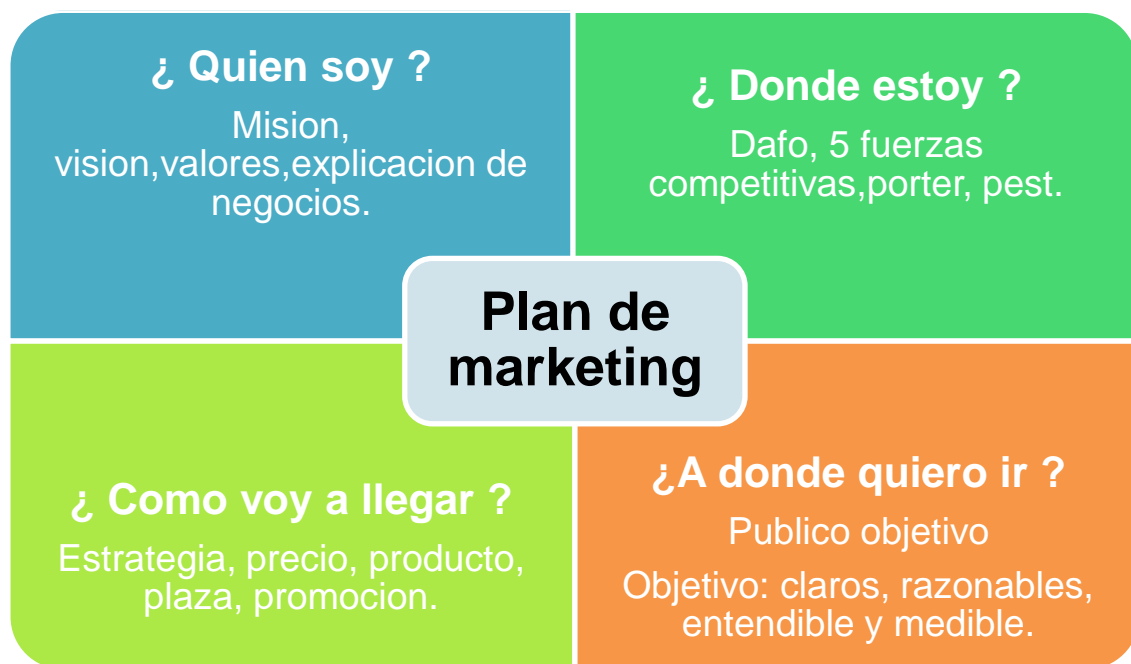 ¿ Quien soy ?
Mision,
vision,valores,explicacion de
negocios.
¿ Donde estoy ?
Dafo, 5 fuerzas
competitivas,porter, pest.
Plan de
marketing
¿ Como voy a llegar ?
Estrategia, precio, producto,
plaza, promocion.
¿A donde quiero ir ?
Publico objetivo
Objetivo: claros, razonables,
entendible y medible.